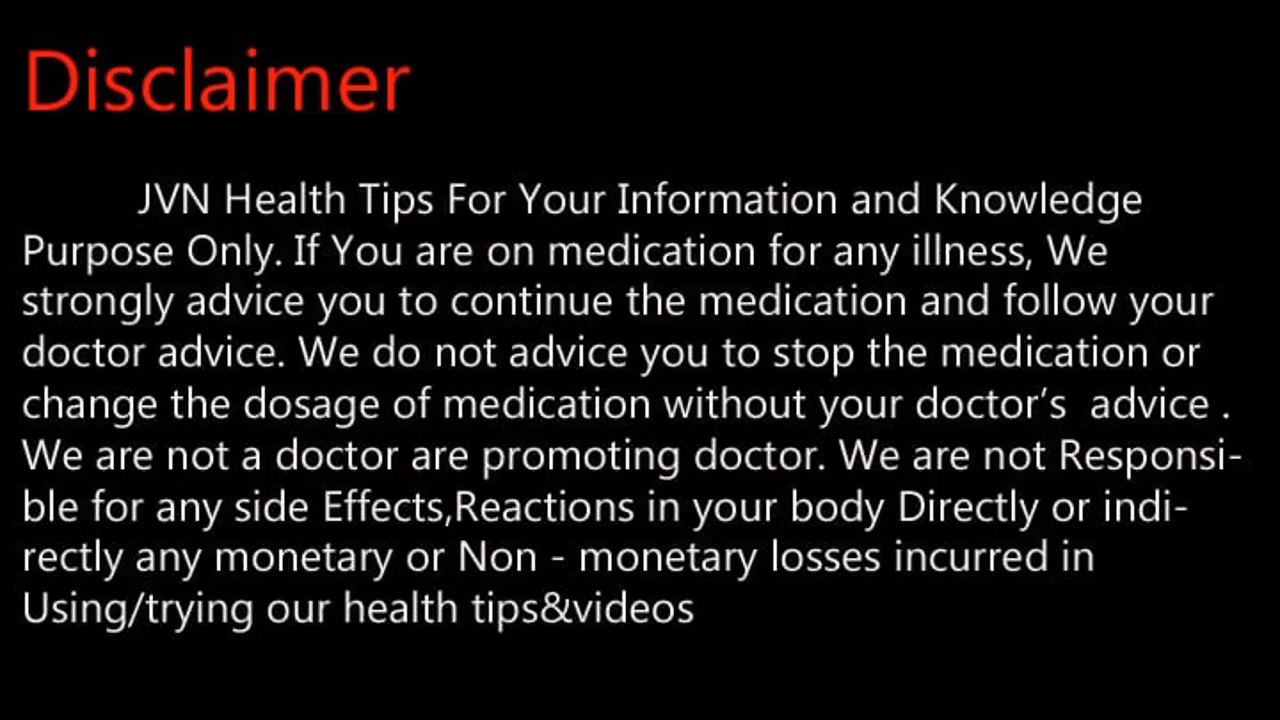 Disclaimer
JVN Health Tips For Your Information and Knowledge
Purpose Only. If You are on medication for any illness, We
strongly advice you to continue the medication and follow your
doctor advice. We do not advice you to stop the medication or
change the dosage of medication without your doctor’s  advice .
We are not a doctor are promoting doctor. We are not Responsi-
ble for any side Effects,Reactions in your body Directly or indi-
rectly any monetary or Non - monetary losses incurred in
Using/trying our health tips&videos